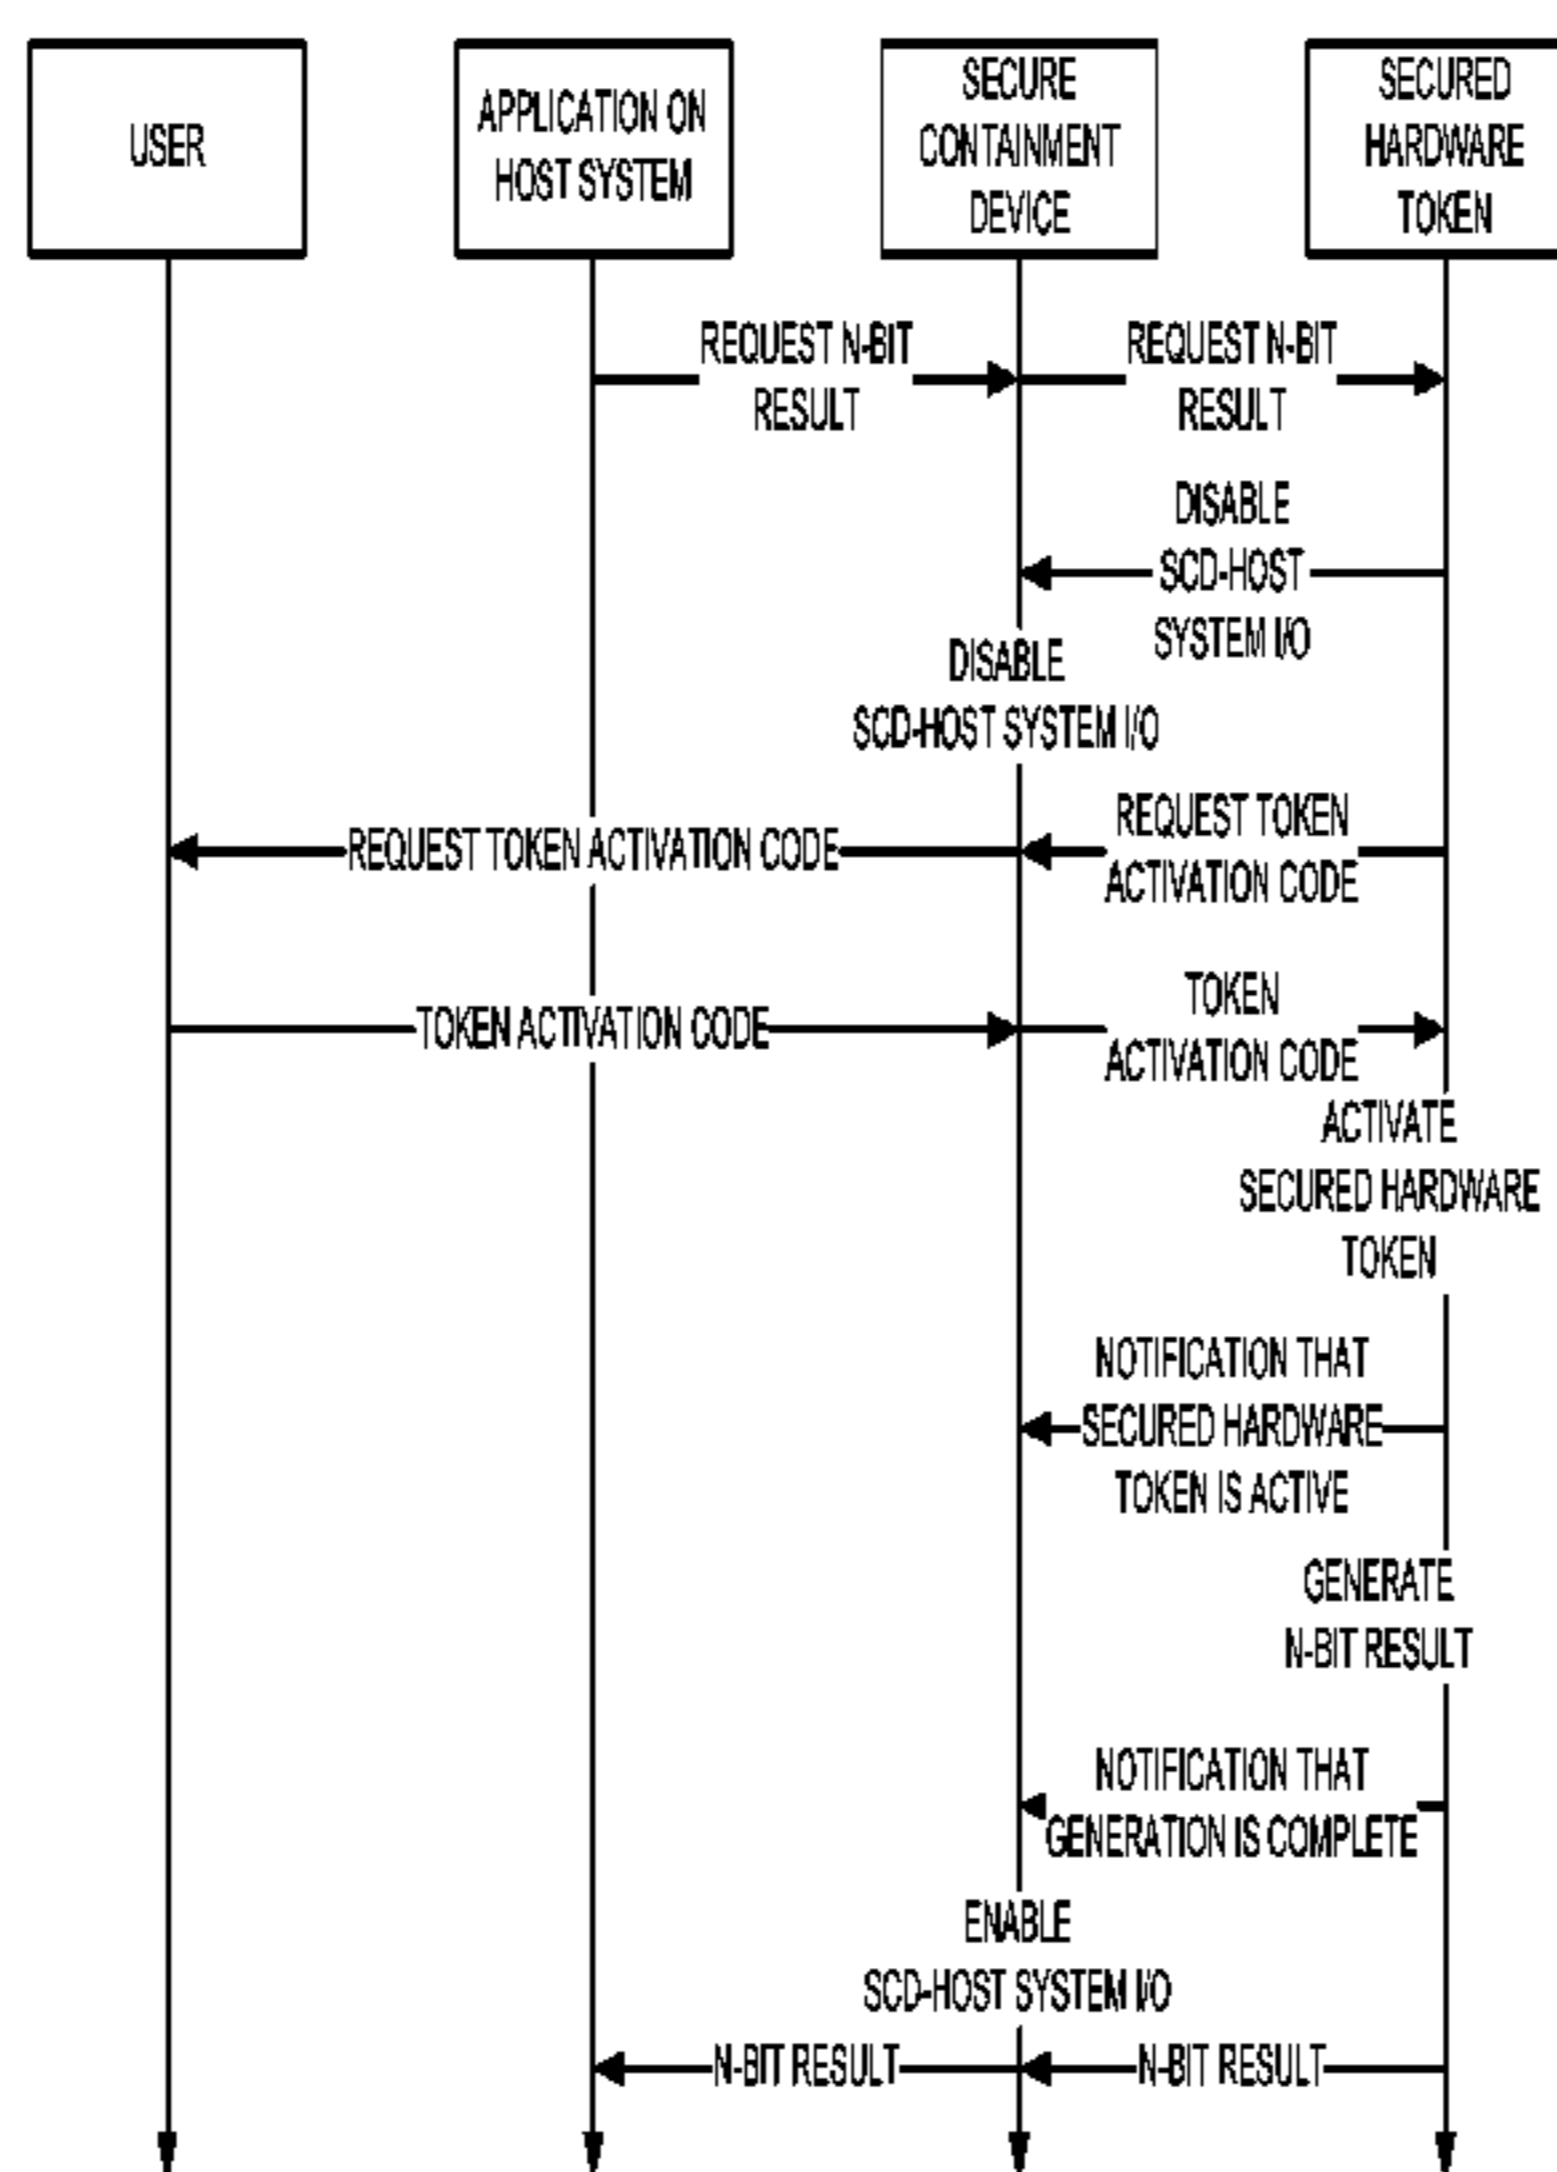 USER
APPLICATION ON
HOST SYSTEM
SECURE
CONTAINMENT
DEVICE
SECURED
HARDWARE
TOKEN
REQUEST N-BIT
RESULT
REQUEST N-BIT
RESULT
DISABLE
SCD-HOST
SYSTEM I/O
DISABLE
SCD-HOST SYSTEM I/O
REQUEST TOKEN
ACTIVATION CODE
REQUEST TOKEN ACTIVATION CODE
TOKEN ACTIVATION CODE
TOKEN
ACTIVATION CODE
ACTIVATE
SECURED HARDWARE
TOKEN
NOTIFICATION THAT
SECURED HARDWARE
TOKEN IS ACTIVE
GENERATE
N-BIT RESULT
NOTIFICATION THAT
GENERATION IS COMPLETE
ENABLE
SCD-HOST SYSTEM I/O
N-BIT RESULT
N-BIT RESULT